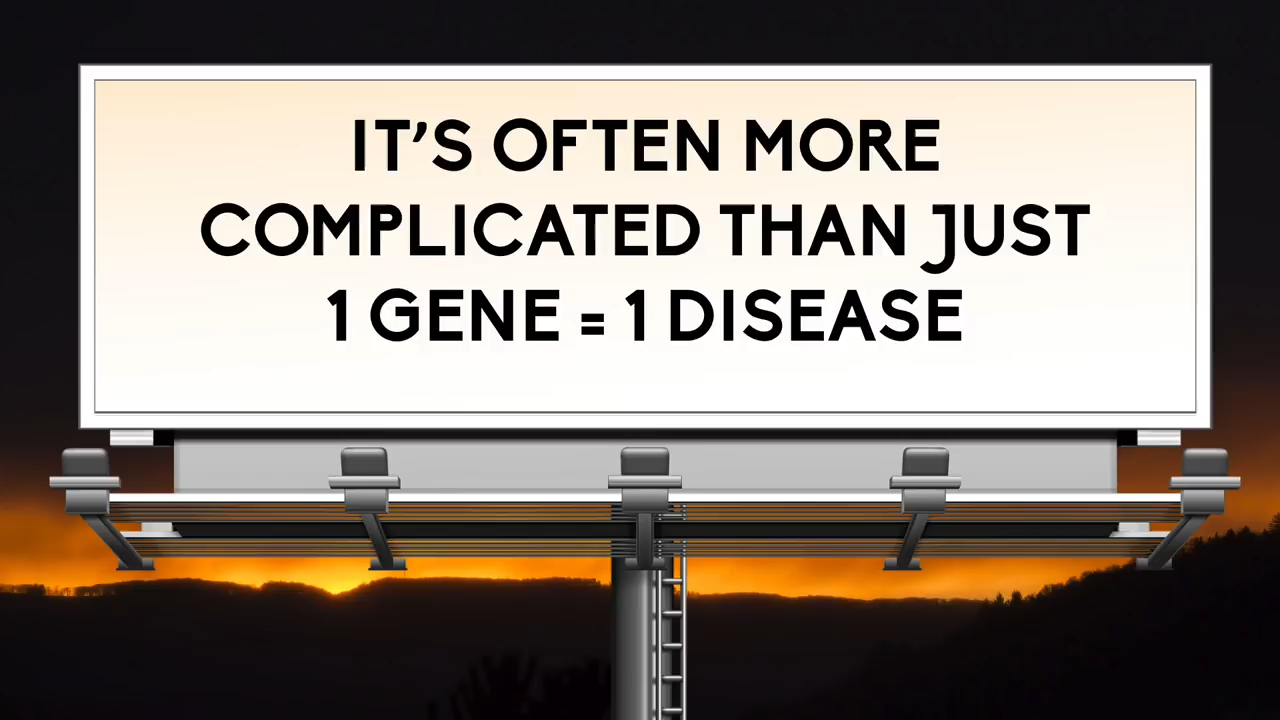 IT’S OFTEN MORE
COMPLICATED THAN JUST
1 GENE = 1 DISEASE